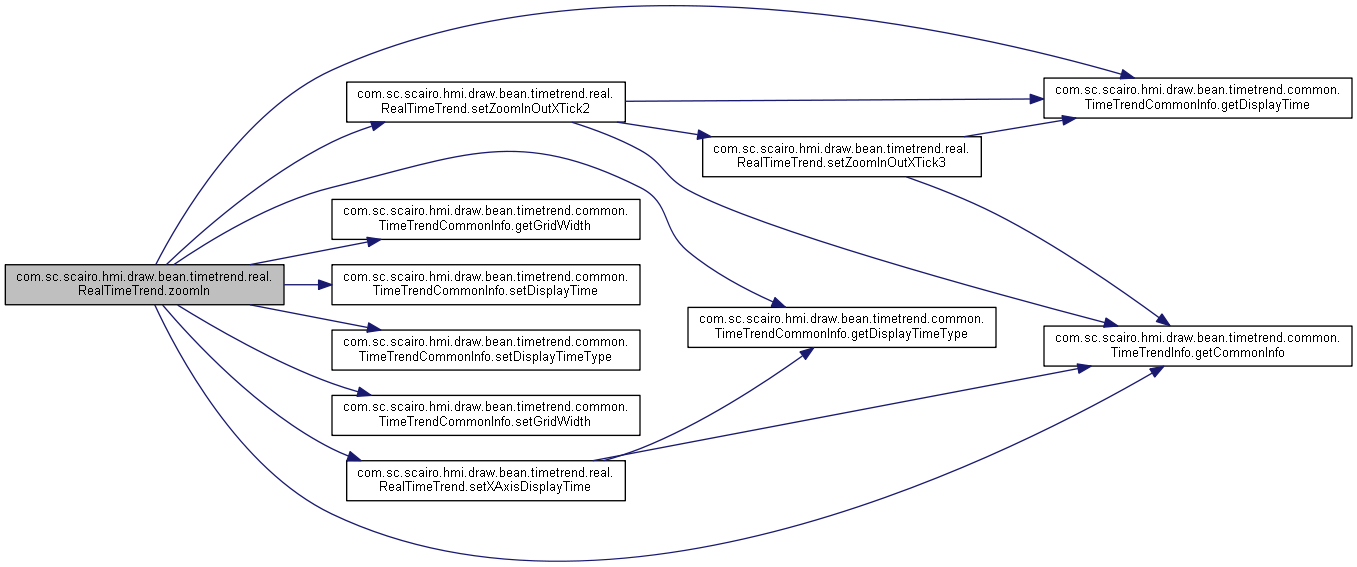 com.sc.scairo.hmi.draw.bean.timetrend.real.
RealTimeTrend.zoomIn
com.sc.scairo.hmi.draw.bean.timetrend.real.
RealTimeTrend.setZoomInOutXTick2
com.sc.scairo.hmi.draw.bean.timetrend.common.
TimeTrendCommonInfo.getGridWidth
com.sc.scairo.hmi.draw.bean.timetrend.common.
TimeTrendCommonInfo.setDisplayTime
com.sc.scairo.hmi.draw.bean.timetrend.common.
TimeTrendCommonInfo.setDisplayTimeType
com.sc.scairo.hmi.draw.bean.timetrend.common.
TimeTrendCommonInfo.setGridWidth
com.sc.scairo.hmi.draw.bean.timetrend.real.
RealTimeTrend.setXAxisDisplayTime
com.sc.scairo.hmi.draw.bean.timetrend.real.
RealTimeTrend.setZoomInOutXTick3
com.sc.scairo.hmi.draw.bean.timetrend.common.
TimeTrendCommonInfo.getDisplayTimeType
com.sc.scairo.hmi.draw.bean.timetrend.common.
TimeTrendCommonInfo.getDisplayTime
com.sc.scairo.hmi.draw.bean.timetrend.common.
TimeTrendInfo.getCommonInfo